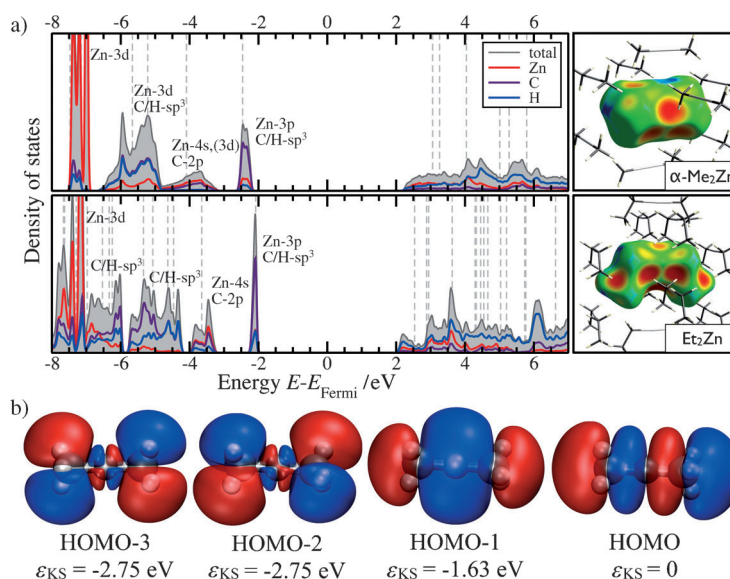 a)
-8 -6 -4 -2 0 2 4 6
Density of states
Zn-3d
Zn-3d
C/H-sp³
Zn-4s,(3d)
C-2p
Zn-3p
C/H-sp³
total
Zn
C
H
α-Me₂Zn
Zn-3d
C/H-sp³
C/H-sp³
Zn-4s
C-2p
Zn-3p
C/H-sp³
Et₂Zn
-8 -6 -4 -2 0 2 4 6
Energy E-E_Fermi /eV
b)
HOMO-3 HOMO-2 HOMO-1 HOMO
ε_KS = -2.75 eV ε_KS = -2.75 eV ε_KS = -1.63 eV ε_KS = 0